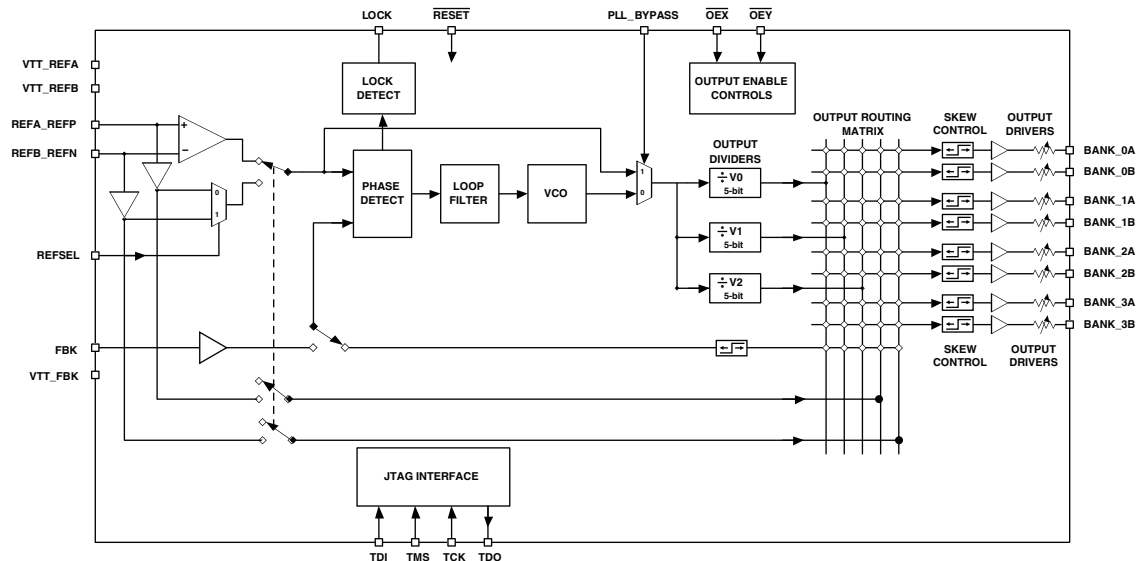 LOCK
RESET
PLL_BYPASS
OEX
OEY
VTT_REFA
VTT_REFB
REFA_REFP
REFB_REFN
REFSEL
FBK
VTT_FBK
+
−
0
1
LOCK
DETECT
PHASE
DETECT
LOOP
FILTER
VCO
1
0
OUTPUT ENABLE
CONTROLS
OUTPUT
DIVIDERS
÷ V0
5-bit
÷ V1
5-bit
÷ V2
5-bit
OUTPUT ROUTING
MATRIX
SKEW
CONTROL
OUTPUT
DRIVERS
BANK_0A
BANK_0B
BANK_1A
BANK_1B
BANK_2A
BANK_2B
BANK_3A
BANK_3B
SKEW
CONTROL
OUTPUT
DRIVERS
JTAG INTERFACE
TDI
TMS
TCK
TDO